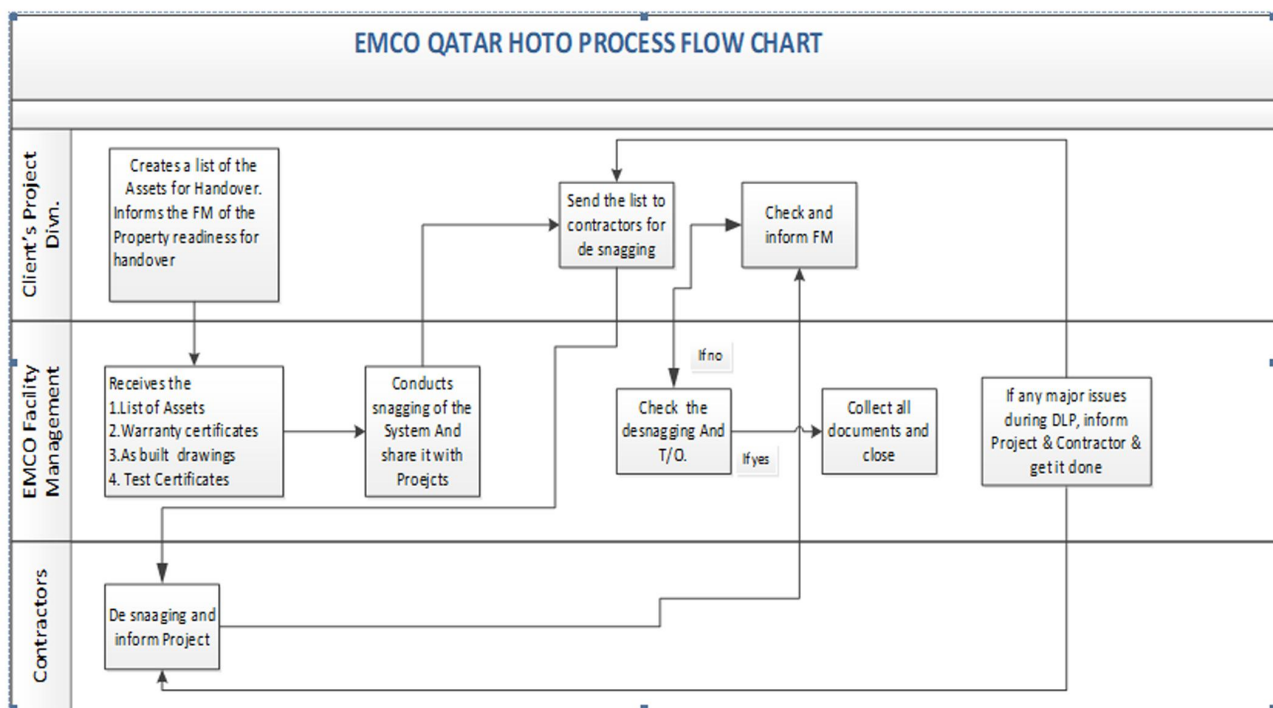 EMCO QATAR HOTO PROCESS FLOW CHART
Client's Project
Divn.
Creates a list of the
Assets for Handover.
Informs the FM of the
Property readiness for
handover
Send the list to
contractors for
de snagging
Check and
inform FM
EMCO Facility
Management
Receives the
1.List of Assets
2.Warranty certificates
3.As built drawings
4. Test Certificates
Conducts
snagging of the
System And
share it with
Proejcts
If no
Check the
desnagging And
T/O.
If yes
Collect all
documents and
close
If any major issues
during DLP, inform
Project & Contractor &
get it done
Contractors
De snaaging and
inform Project